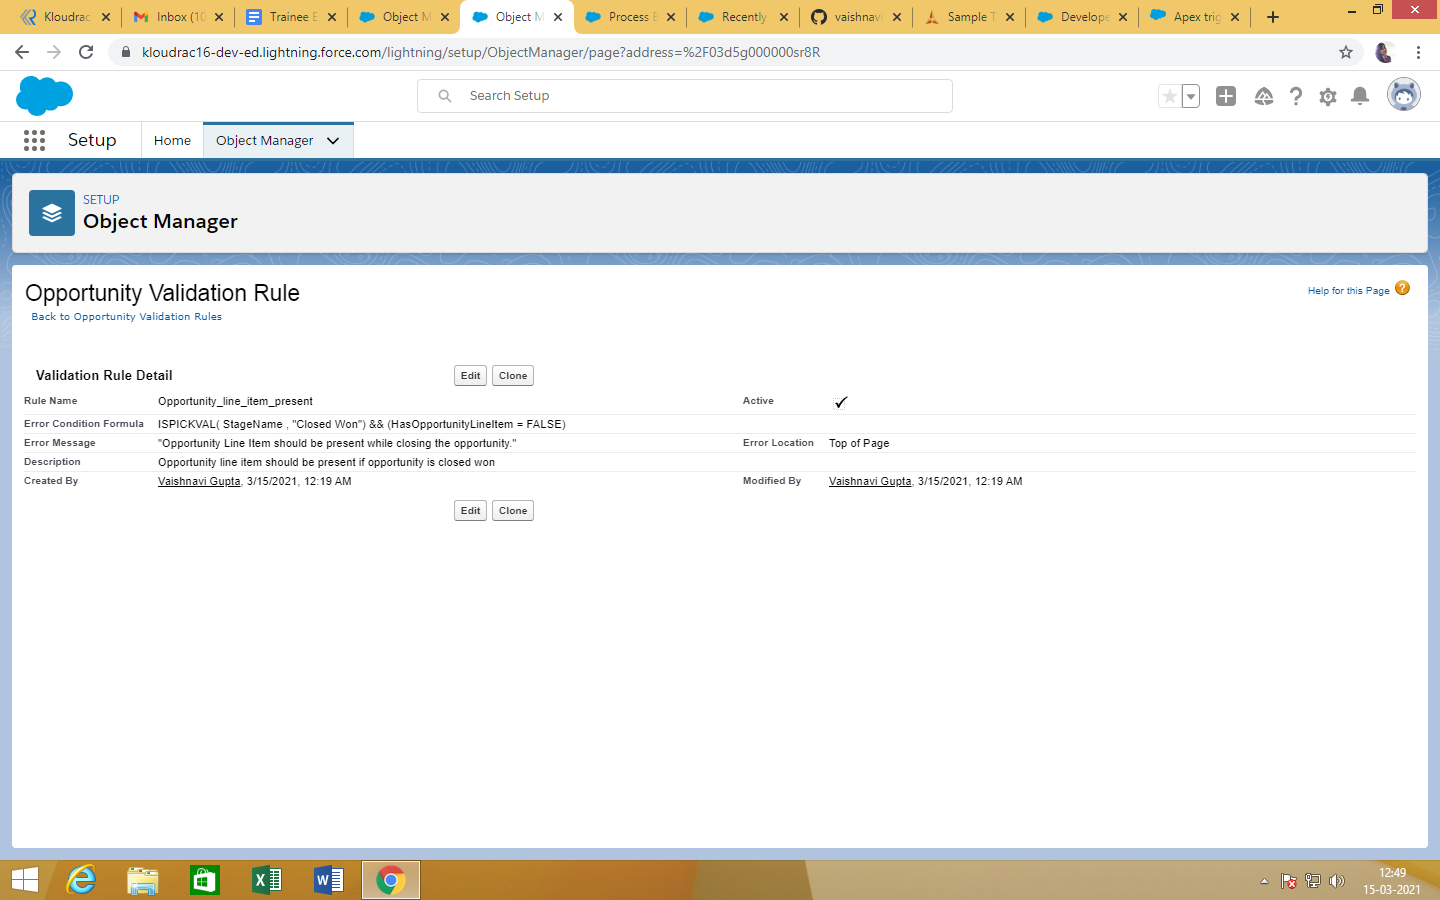 Kloudrac
Inbox (10
Trainee E
Object M
Object M
Process B
Recently
vaishnav
Sample T
Develope
Apex trig
kloudrac16-dev-ed.lightning.force.com/lightning/setup/ObjectManager/page?address=%2F03d5g000000sr8R
Search Setup
Setup
Home
Object Manager
SETUP
Object Manager
Opportunity Validation Rule
Help for this Page ?
Back to Opportunity Validation Rules
Validation Rule Detail
Edit
Clone
Rule Name Opportunity_line_item_present Active
Error Condition Formula ISPICKVAL( StageName , "Closed Won") && (HasOpportunityLineItem = FALSE)
Error Message "Opportunity Line Item should be present while closing the opportunity." Error Location Top of Page
Description Opportunity line item should be present if opportunity is closed won
Created By Vaishnavi Gupta, 3/15/2021, 12:19 AM Modified By Vaishnavi Gupta, 3/15/2021, 12:19 AM
Edit
Clone
12:49
15-03-2021